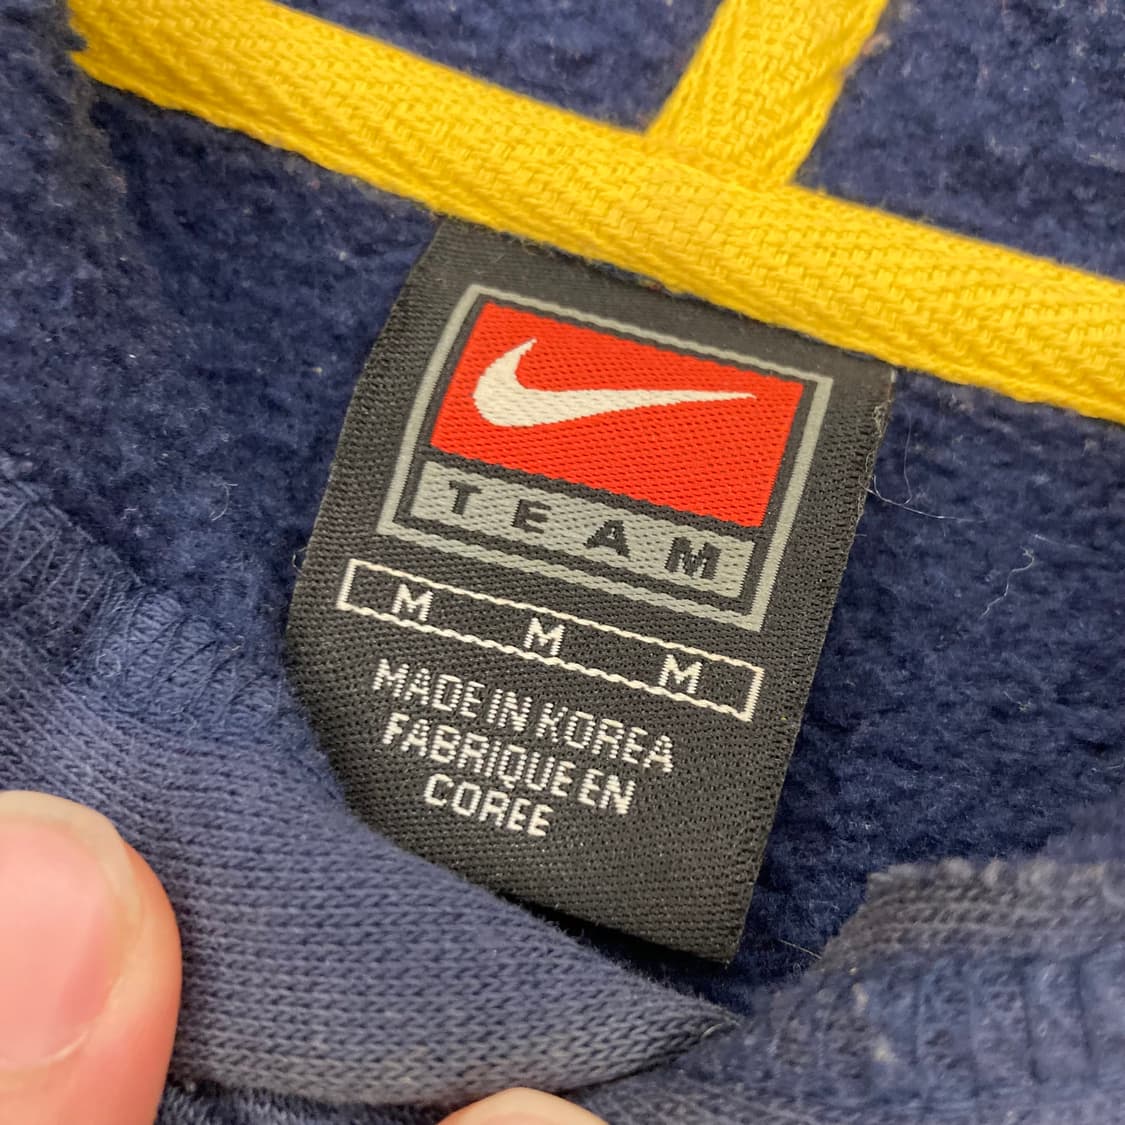 TEAM
M M M
MADE IN KOREA
FABRIQUE EN
COREE